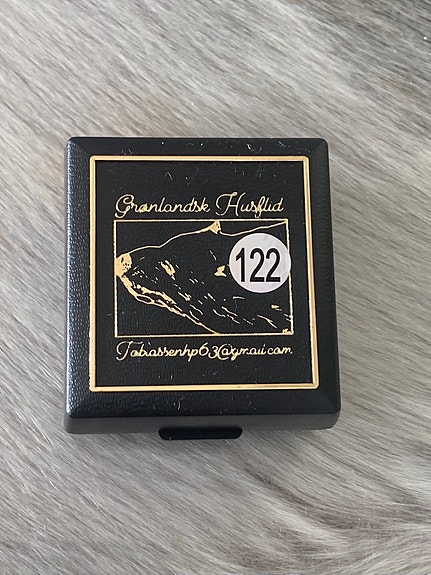 Grønlandsk Husflid
122
Tobiassenhp63@gmail.com